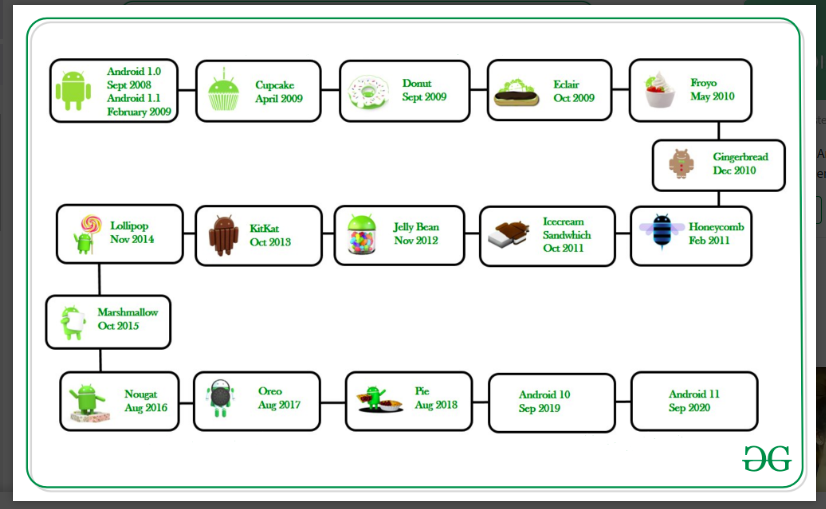 Android 1.0
Sept 2008
Android 1.1
February 2009
Cupcake
April 2009
Donut
Sept 2009
Eclair
Oct 2009
Froyo
May 2010
Gingerbread
Dec 2010
Honeycomb
Feb 2011
Icecream
Sandwhich
Oct 2011
Jelly Bean
Nov 2012
KitKat
Oct 2013
Lollipop
Nov 2014
Marshmallow
Oct 2015
Nougat
Aug 2016
Oreo
Aug 2017
Pie
Aug 2018
Android 10
Sep 2019
Android 11
Sep 2020